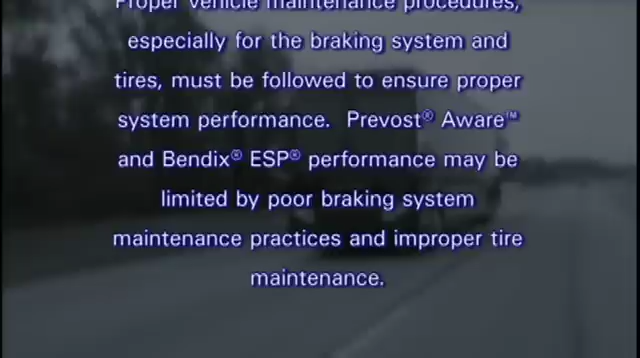 Proper vehicle maintenance procedures,
especially for the braking system and
tires, must be followed to ensure proper
system performance. Prevost® Aware™
and Bendix® ESP® performance may be
limited by poor braking system
maintenance practices and improper tire
maintenance.